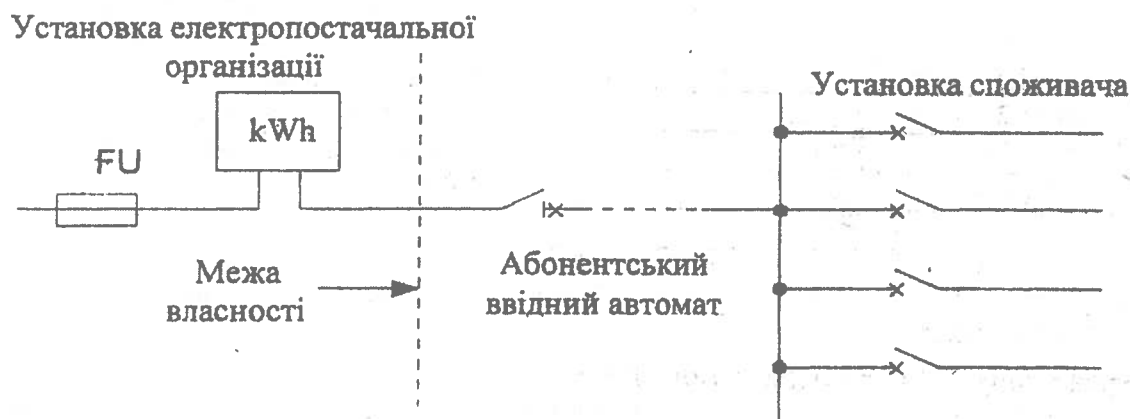 Установка електропостачальної
організації
Установка споживача
kWh
FU
Межа
власності
Абонентський
ввідний автомат